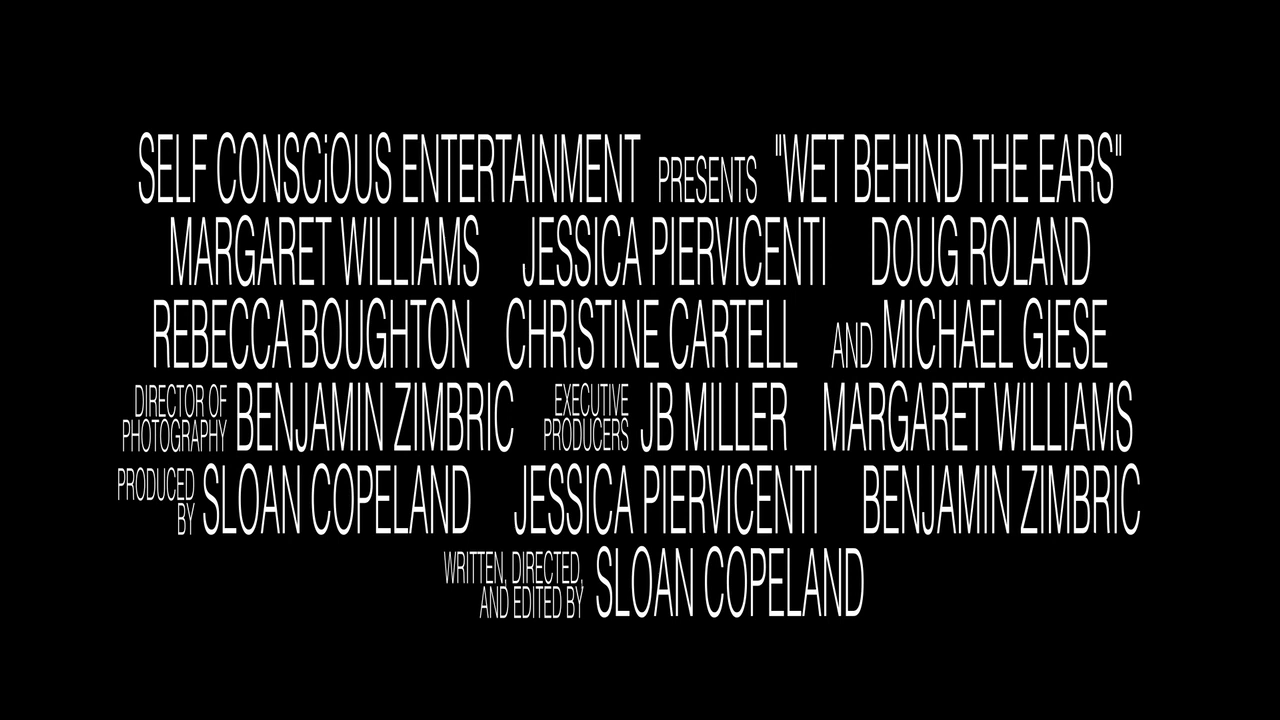 SELF CONSCiOUS ENTERTAINMENT PRESENTS "WET BEHIND THE EARS"
MARGARET WILLIAMS JESSICA PIERVICENTI DOUG ROLAND
REBECCA BOUGHTON CHRISTINE CARTELL AND MICHAEL GIESE
DIRECTOR OF PHOTOGRAPHY BENJAMIN ZIMBRIC EXECUTIVE PRODUCERS JB MILLER MARGARET WILLIAMS
PRODUCED BY SLOAN COPELAND JESSICA PIERVICENTI BENJAMIN ZIMBRIC
WRITTEN, DIRECTED, AND EDITED BY SLOAN COPELAND